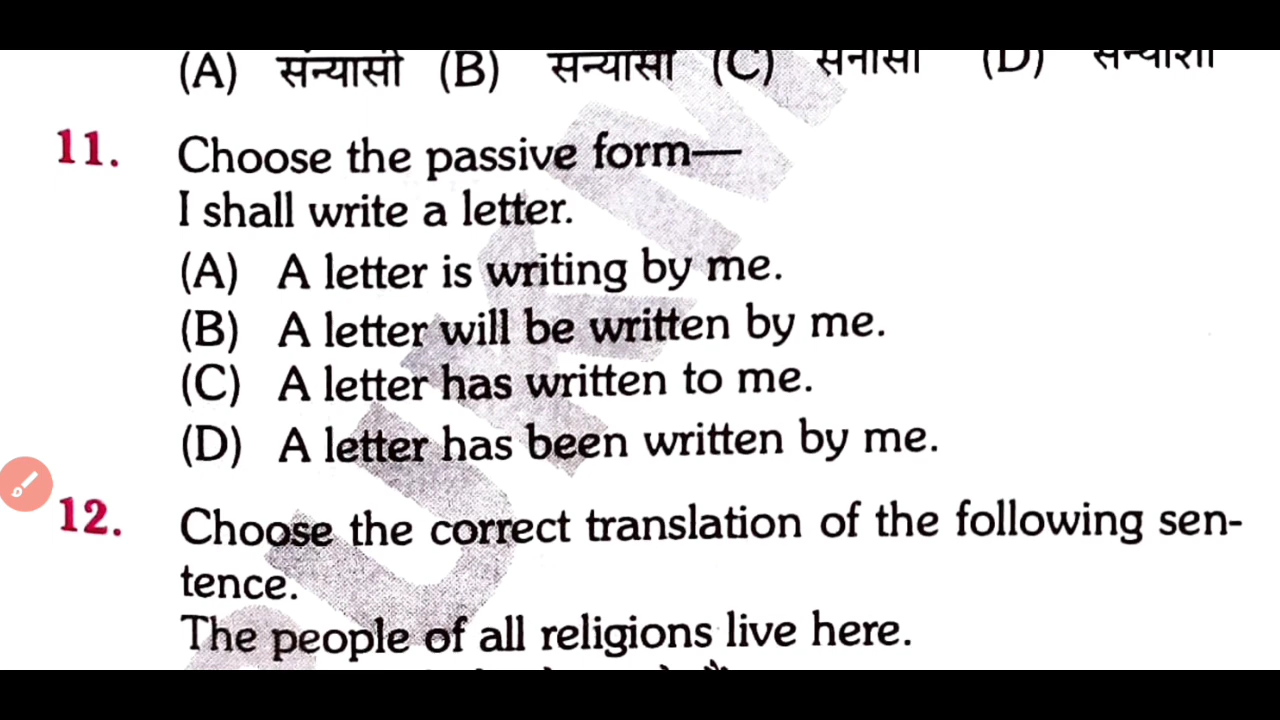 (A) संन्यासी (B) सन्यासी (C) सनासी (D) सन्याशी
11. Choose the passive form—
I shall write a letter.
(A) A letter is writing by me.
(B) A letter will be written by me.
(C) A letter has written to me.
(D) A letter has been written by me.
12. Choose the correct translation of the following sen-
tence.
The people of all religions live here.